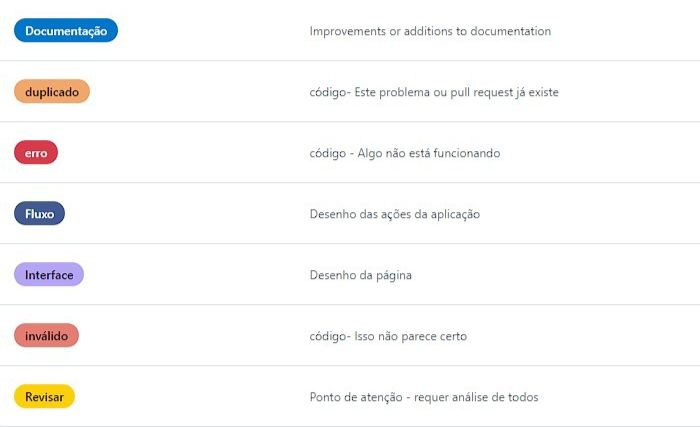 Documentação Improvements or additions to documentation
duplicado código- Este problema ou pull request já existe
erro código - Algo não está funcionando
Fluxo Desenho das ações da aplicação
Interface Desenho da página
inválido código- Isso não parece certo
Revisar Ponto de atenção - requer análise de todos